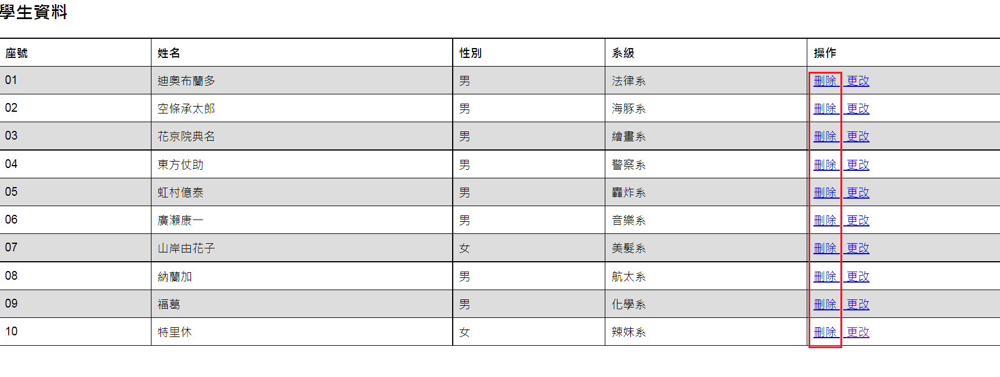 學生資料
座號 姓名 性別 系級 操作
01 迪奧布蘭多 男 法律系 刪除 更改
02 空條承太郎 男 海豚系 刪除 更改
03 花京院典名 男 繪畫系 刪除 更改
04 東方仗助 男 警察系 刪除 更改
05 虹村億泰 男 轟炸系 刪除 更改
06 廣瀨康一 男 音樂系 刪除 更改
07 山岸由花子 女 美髮系 刪除 更改
08 納蘭加 男 航太系 刪除 更改
09 福葛 男 化學系 刪除 更改
10 特里休 女 辣妹系 刪除 更改